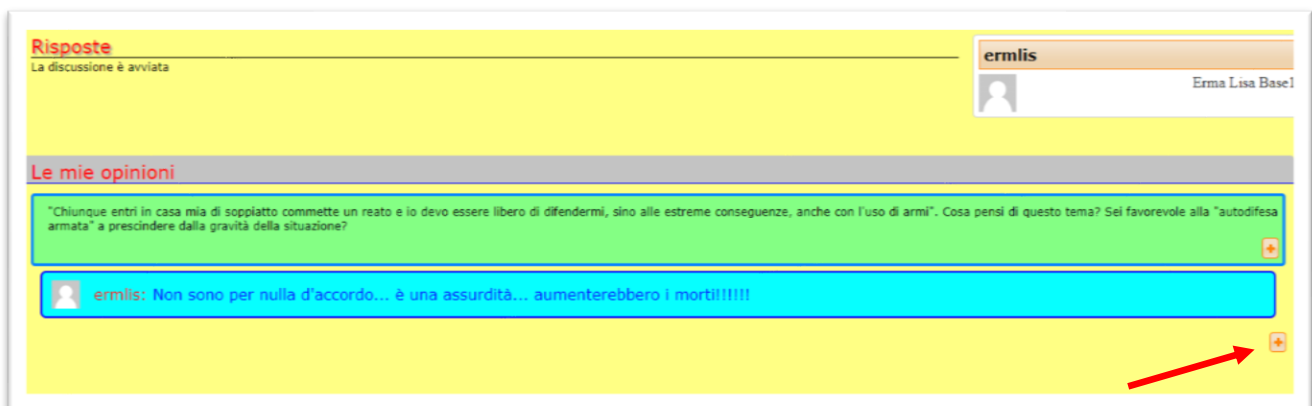 Risposte
La discussione è avviata
ermlis
Erma Lisa Base1
Le mie opinioni
"Chiunque entri in casa mia di soppiatto commette un reato e io devo essere libero di difendermi, sino alle estreme conseguenze, anche con l'uso di armi". Cosa pensi di questo tema? Sei favorevole alla "autodifesa
armata" a prescindere dalla gravità della situazione?
ermlis: Non sono per nulla d'accordo... è una assurdità... aumenterebbero i morti!!!!!!